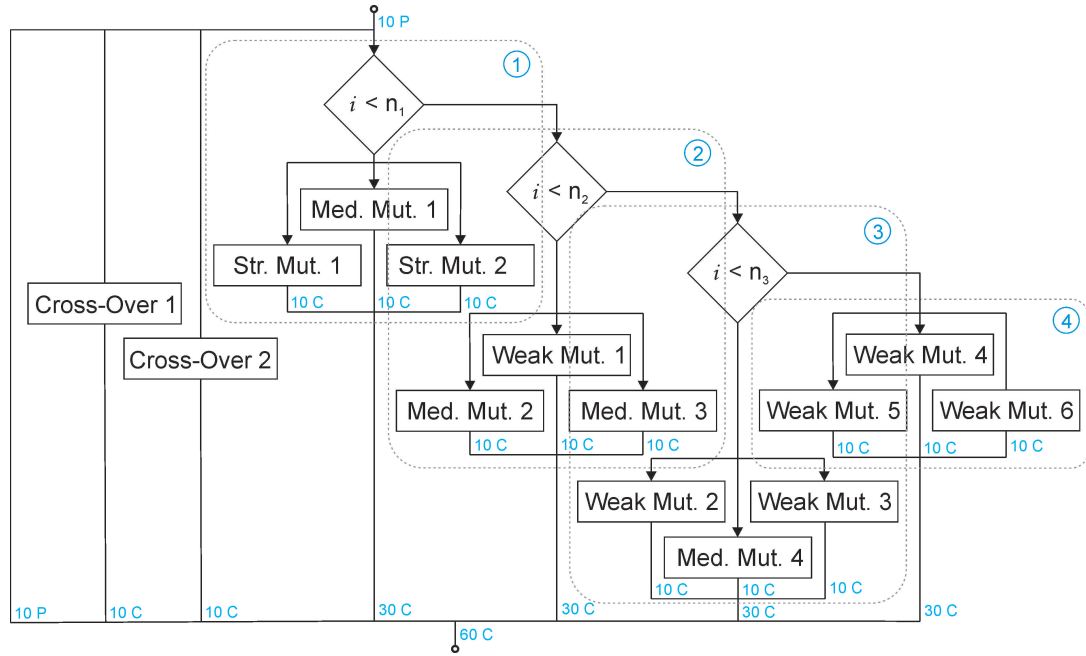 10 P
1
i < n1
2
i < n2
Med. Mut. 1
3
Str. Mut. 1
Str. Mut. 2
i < n3
10 C
10 C
10 C
Cross-Over 1
4
Cross-Over 2
Weak Mut. 1
Weak Mut. 4
Med. Mut. 2
Med. Mut. 3
Weak Mut. 5
Weak Mut. 6
10 C
10 C
10 C
10 C
10 C
10 C
Weak Mut. 2
Weak Mut. 3
Med. Mut. 4
10 C
10 C
10 C
10 P
10 C
10 C
30 C
30 C
30 C
30 C
60 C